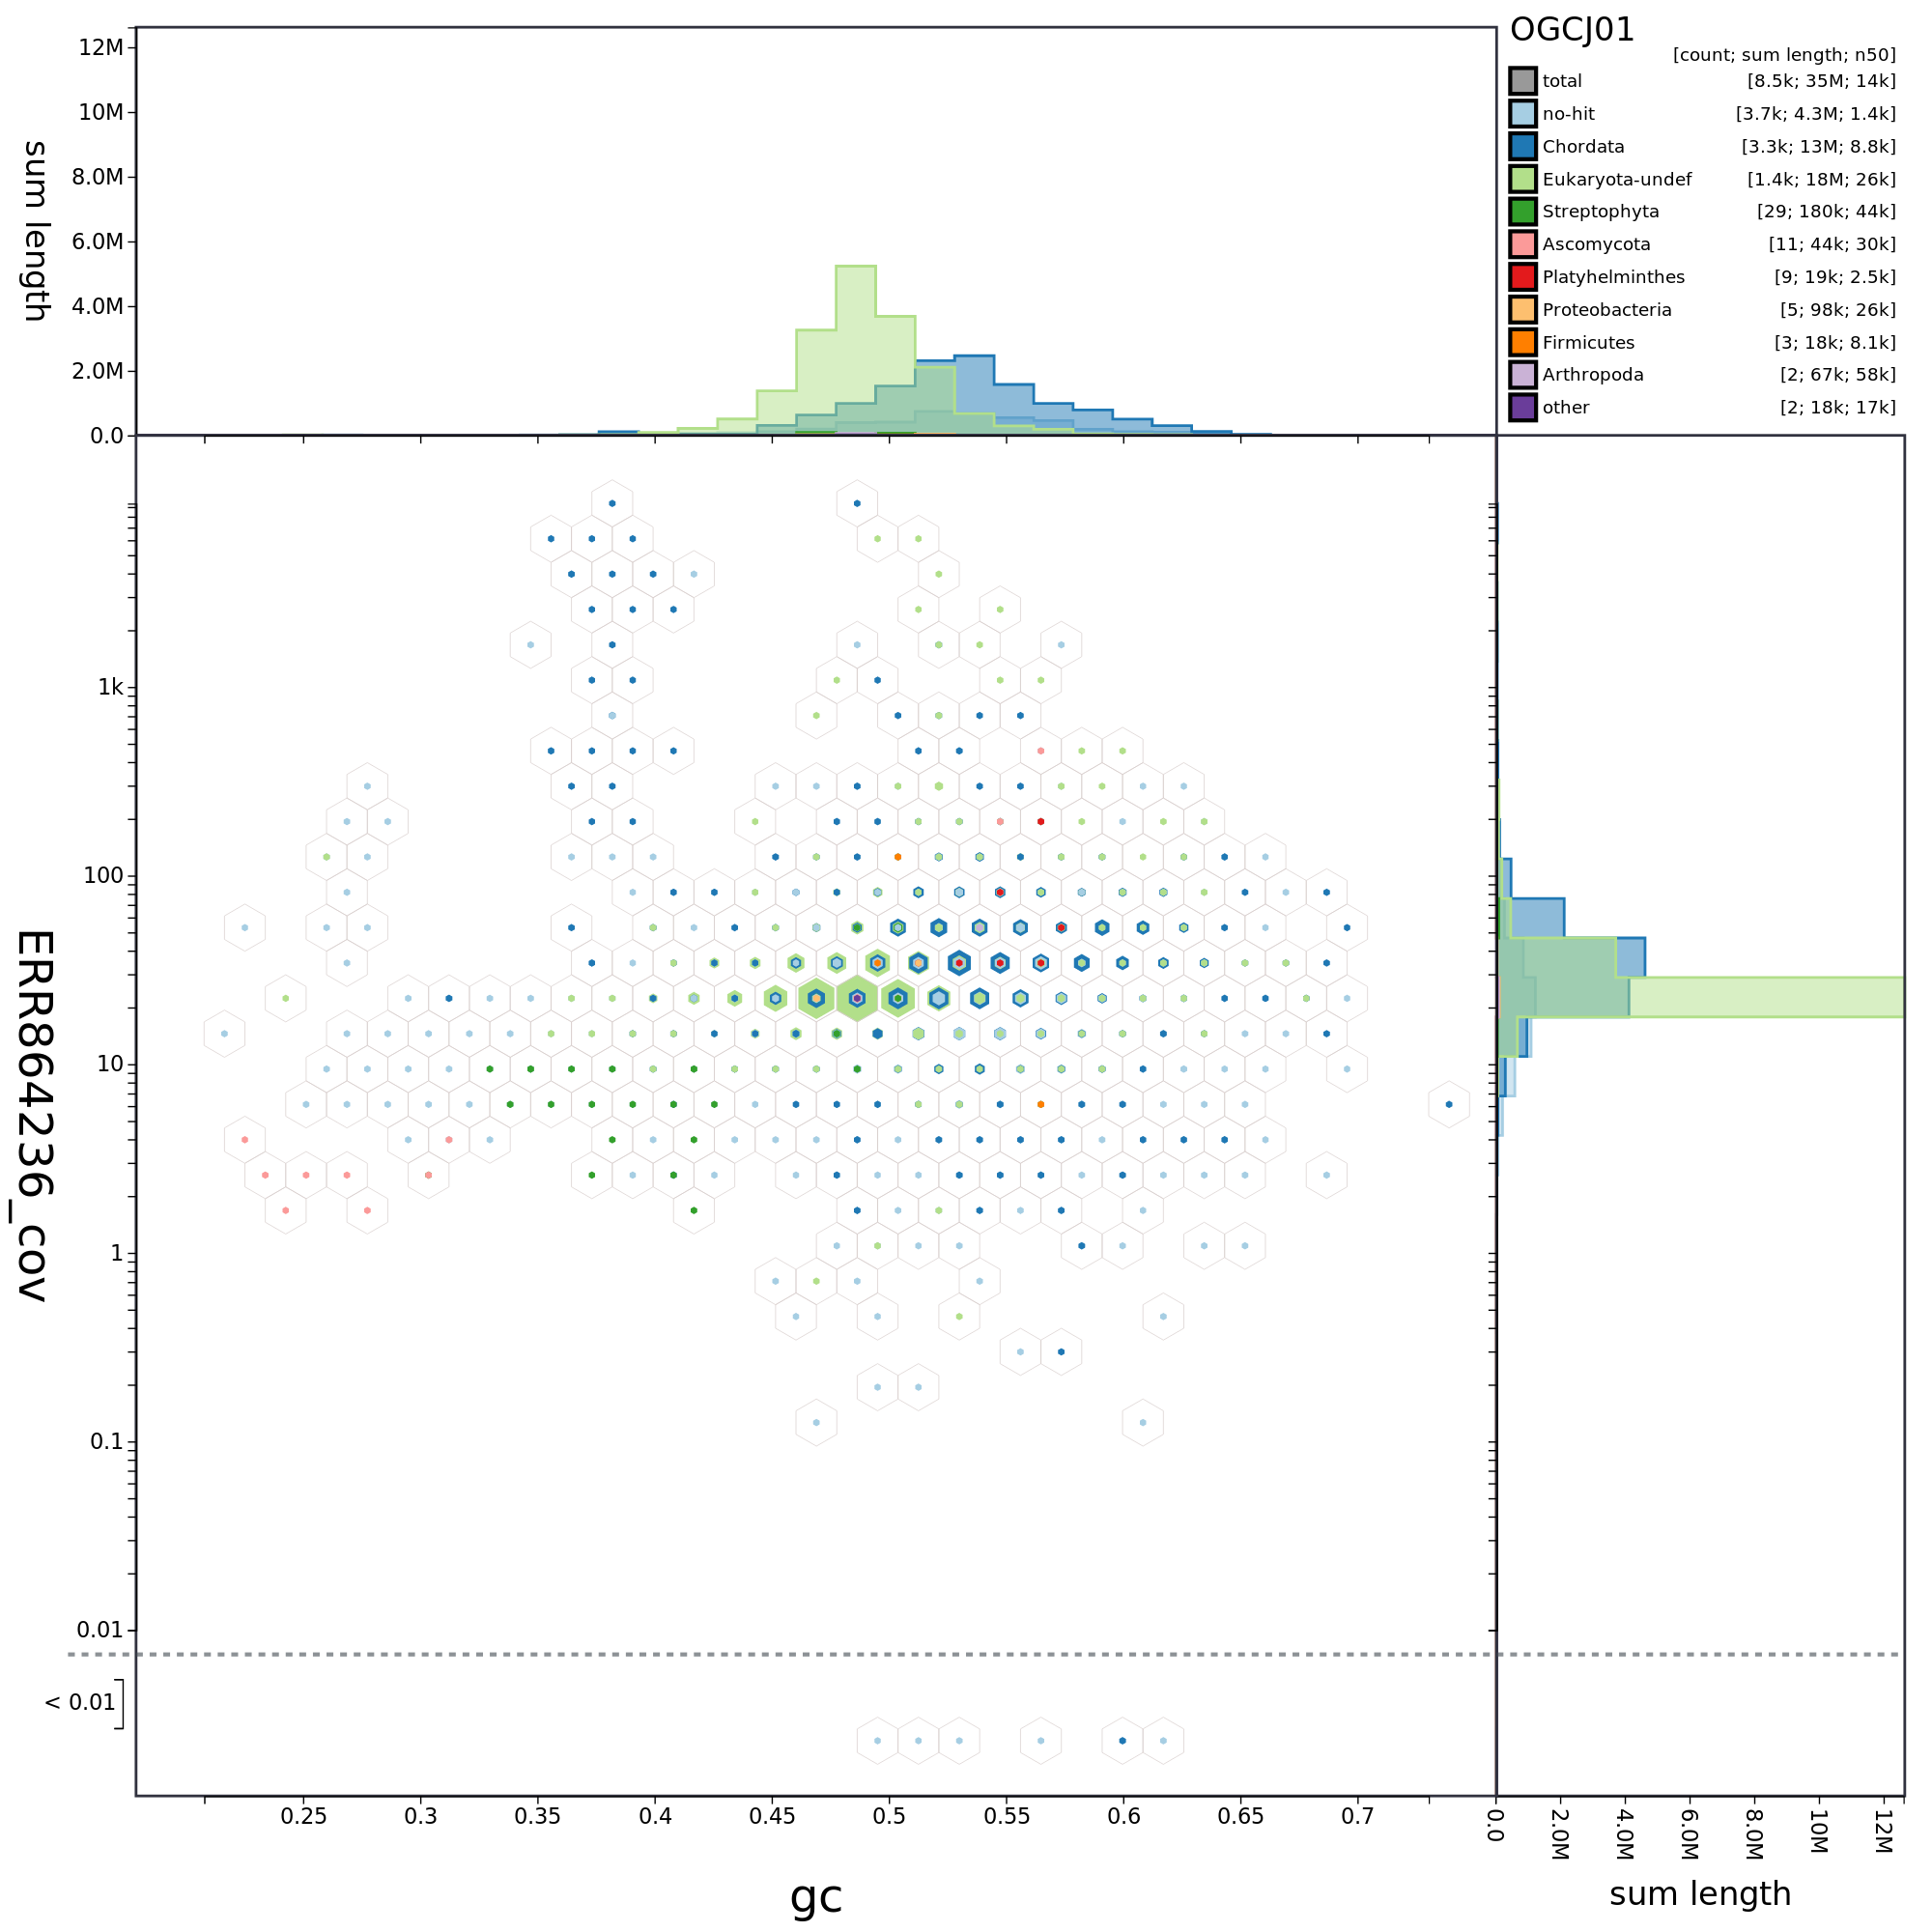 12M
10M
8.0M
6.0M
4.0M
2.0M
0.0
sum length
OGCJ01
[count; sum length; n50]
total [8.5k; 35M; 14k]
no-hit [3.7k; 4.3M; 1.4k]
Chordata [3.3k; 13M; 8.8k]
Eukaryota-undef [1.4k; 18M; 26k]
Streptophyta [29; 180k; 44k]
Ascomycota [11; 44k; 30k]
Platyhelminthes [9; 19k; 2.5k]
Proteobacteria [5; 98k; 26k]
Firmicutes [3; 18k; 8.1k]
Arthropoda [2; 67k; 58k]
other [2; 18k; 17k]
1k
100
10
1
0.1
0.01
< 0.01
ERR864236_cov
0.25 0.3 0.35 0.4 0.45 0.5 0.55 0.6 0.65 0.7
gc
0.0 2.0M 4.0M 6.0M 8.0M 10M 12M
sum length